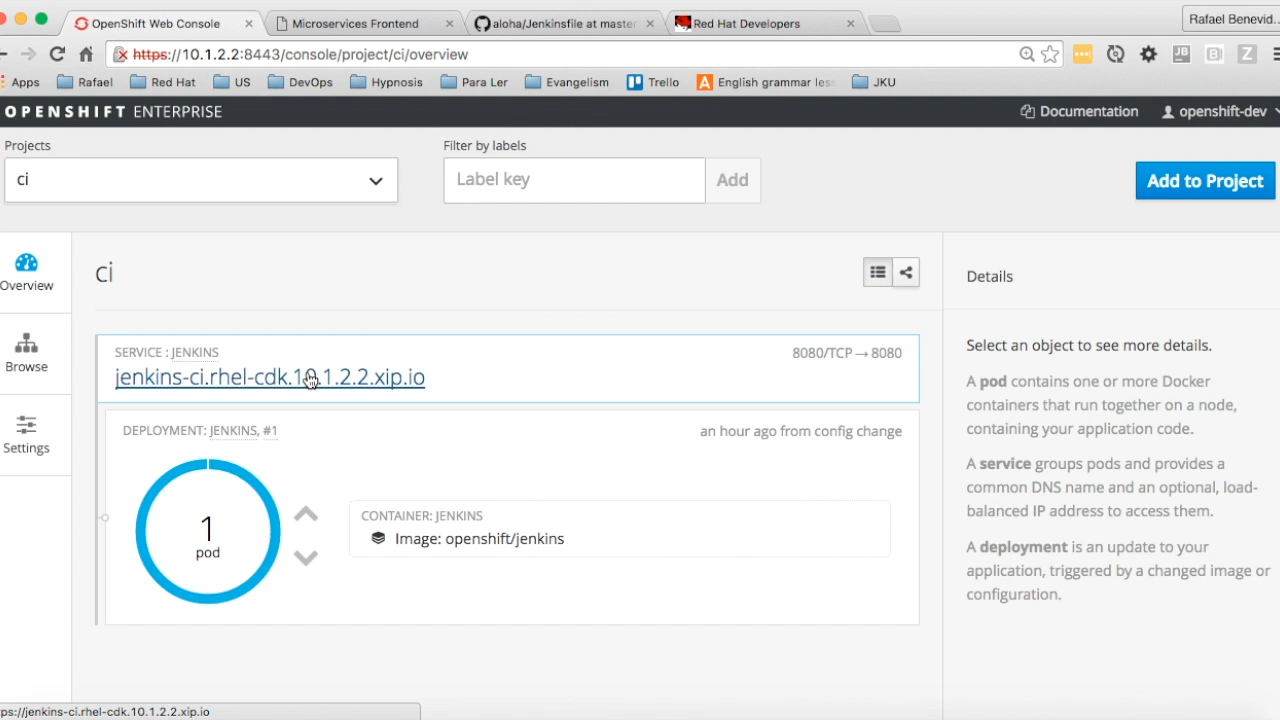 OpenShift Web Console
Microservices Frontend
aloha/Jenkinsfile at master
Red Hat Developers
Rafael Benevid...
https://10.1.2.2:8443/console/project/ci/overview
Apps
Rafael
Red Hat
US
DevOps
Hypnosis
Para Ler
Evangelism
Trello
English grammar les
JKU
OPENSHIFT ENTERPRISE
Documentation
openshift-dev
Projects
Filter by labels
ci
Label key
Add
Add to Project
Overview
Browse
Settings
ci
SERVICE : JENKINS
8080/TCP → 8080
jenkins-ci.rhel-cdk.10.1.2.2.xip.io
DEPLOYMENT: JENKINS, #1
an hour ago from config change
1
pod
CONTAINER: JENKINS
Image: openshift/jenkins
Details
Select an object to see more details.
A pod contains one or more Docker
containers that run together on a node,
containing your application code.
A service groups pods and provides a
common DNS name and an optional, load-
balanced IP address to access them.
A deployment is an update to your
application, triggered by a changed image or
configuration.
ps://jenkins-ci.rhel-cdk.10.1.2.2.xip.io